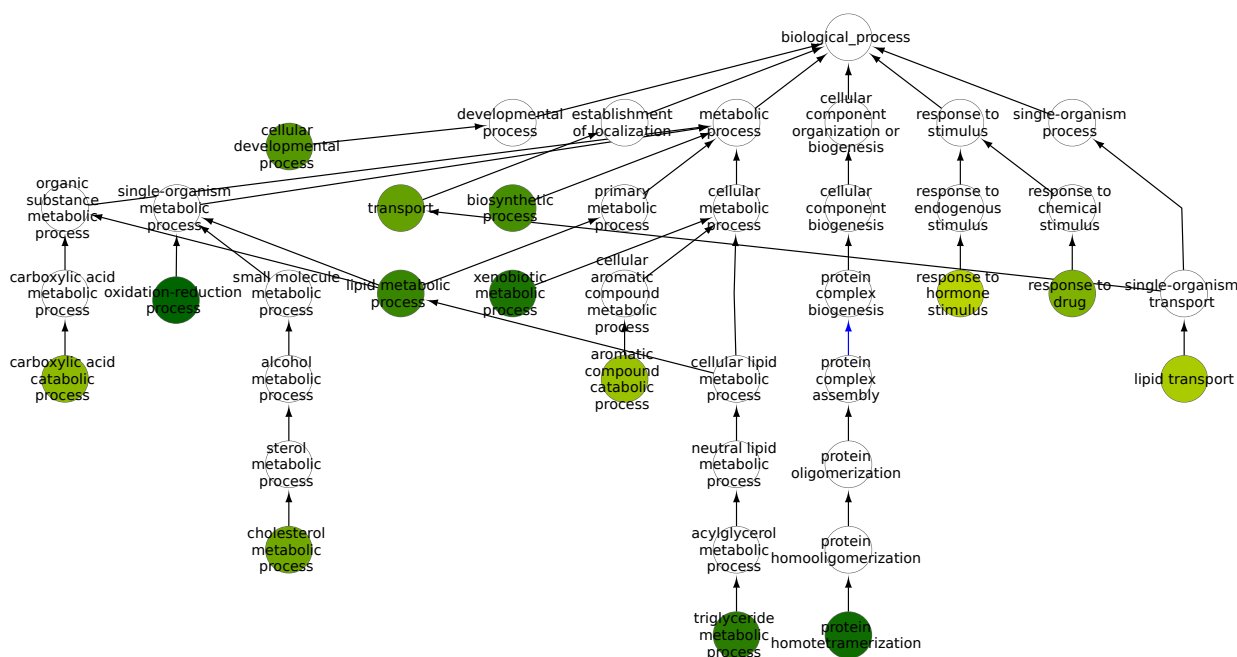 biological_process
developmental
process
establishment
of localization
metabolic
process
cellular
component
organization or
biogenesis
response to
stimulus
single-organism
process
cellular
developmental
process
organic
substance
metabolic
process
single-organism
metabolic
process
transport
biosynthetic
process
primary
metabolic
process
cellular
metabolic
process
cellular
component
biogenesis
response to
endogenous
stimulus
response to
chemical
stimulus
carboxylic acid
metabolic
process
oxidation-reduction
process
small molecule
metabolic
process
lipid metabolic
process
xenobiotic
metabolic
process
cellular
aromatic
compound
metabolic
process
protein
complex
biogenesis
response to
hormone
stimulus
response to
drug
single-organism
transport
carboxylic acid
catabolic
process
alcohol
metabolic
process
aromatic
compound
catabolic
process
cellular lipid
metabolic
process
protein
complex
assembly
lipid transport
sterol
metabolic
process
neutral lipid
metabolic
process
protein
oligomerization
cholesterol
metabolic
process
acylglycerol
metabolic
process
protein
homooligomerization
triglyceride
metabolic
process
protein
homotetramerization